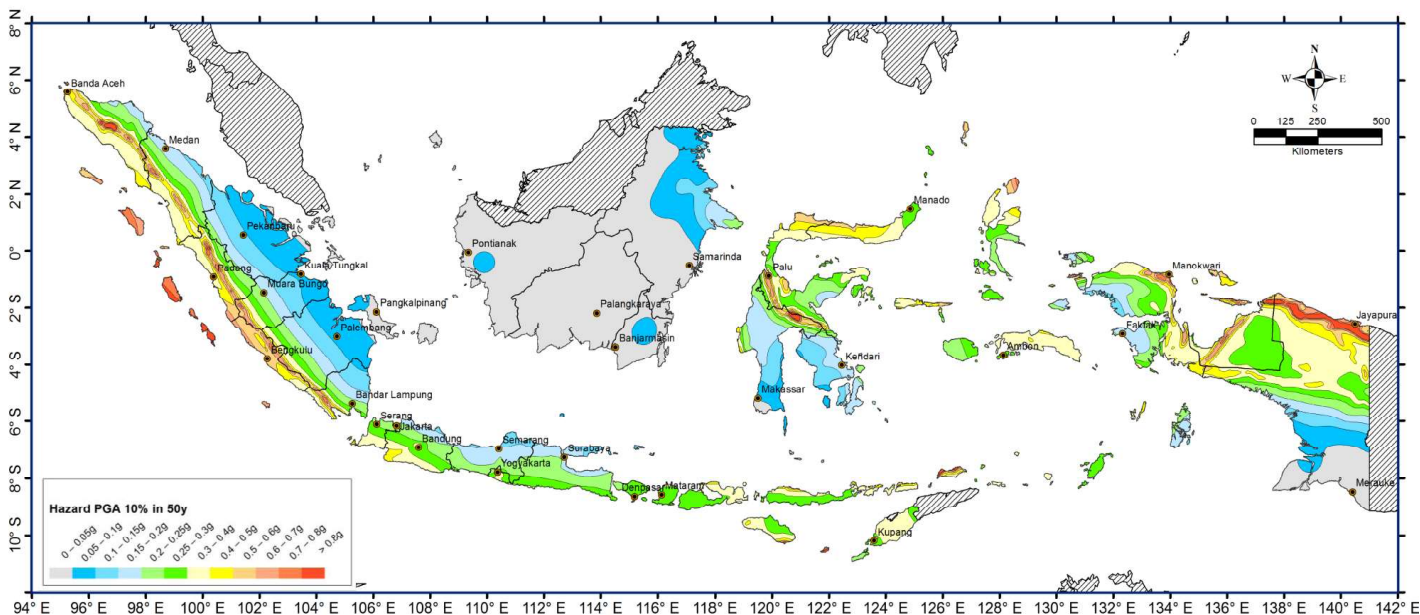 8° N
6° N
4° N
2° N
0°
2° S
4° S
6° S
8° S
10° S
N
W
E
S
0 125 250 500
Kilometers
Banda Aceh
Medan
Pekanbaru
Padang
Kuala Tungkal
Muara Bungo
Pangkalpinang
Palembang
Bengkulu
Bandar Lampung
Serang
Jakarta
Bandung
Semarang
Surabaya
Yogyakarta
Denpasar
Mataram
Kupang
Pontianak
Samarinda
Palangkaraya
Banjarmasin
Manado
Palu
Kendari
Makassar
Ambon
Manokwari
Fakfak
Jayapura
Merauke
Hazard PGA 10% in 50y
0 – 0.05g
0.05 – 0.1g
0.1 – 0.15g
0.15 – 0.2g
0.2 – 0.25g
0.25 – 0.3g
0.3 – 0.4g
0.4 – 0.5g
0.5 – 0.6g
0.6 – 0.7g
0.7 – 0.8g
> 0.8g
94° E 96° E 98° E 100° E 102° E 104° E 106° E 108° E 110° E 112° E 114° E 116° E 118° E 120° E 122° E 124° E 126° E 128° E 130° E 132° E 134° E 136° E 138° E 140° E 142° E